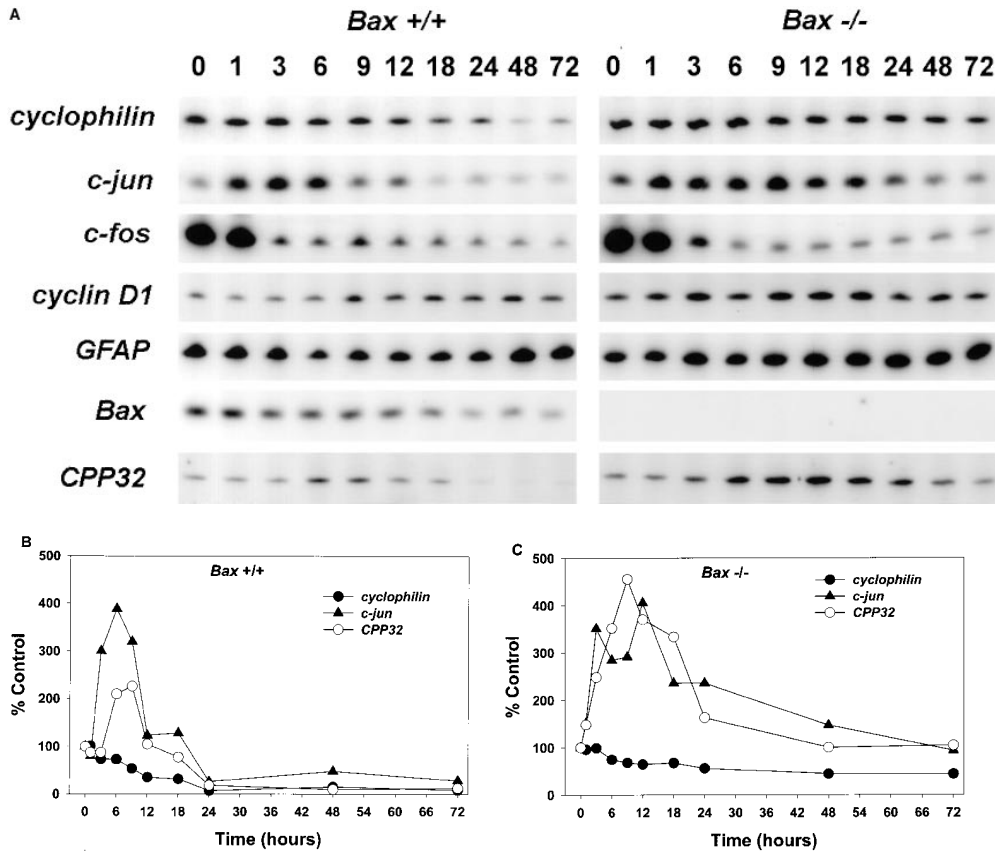 A
Bax +/+ Bax -/-
0 1 3 6 9 12 18 24 48 72 0 1 3 6 9 12 18 24 48 72
cyclophilin
c-jun
c-fos
cyclin D1
GFAP
Bax
CPP32
B
Bax +/+
cyclophilin
c-jun
CPP32
% Control
500
400
300
200
100
0
0 6 12 18 24 30 36 42 48 54 60 66 72
Time (hours)
C
Bax -/-
cyclophilin
c-jun
CPP32
% Control
500
400
300
200
100
0
0 6 12 18 24 30 36 42 48 54 60 66 72
Time (hours)